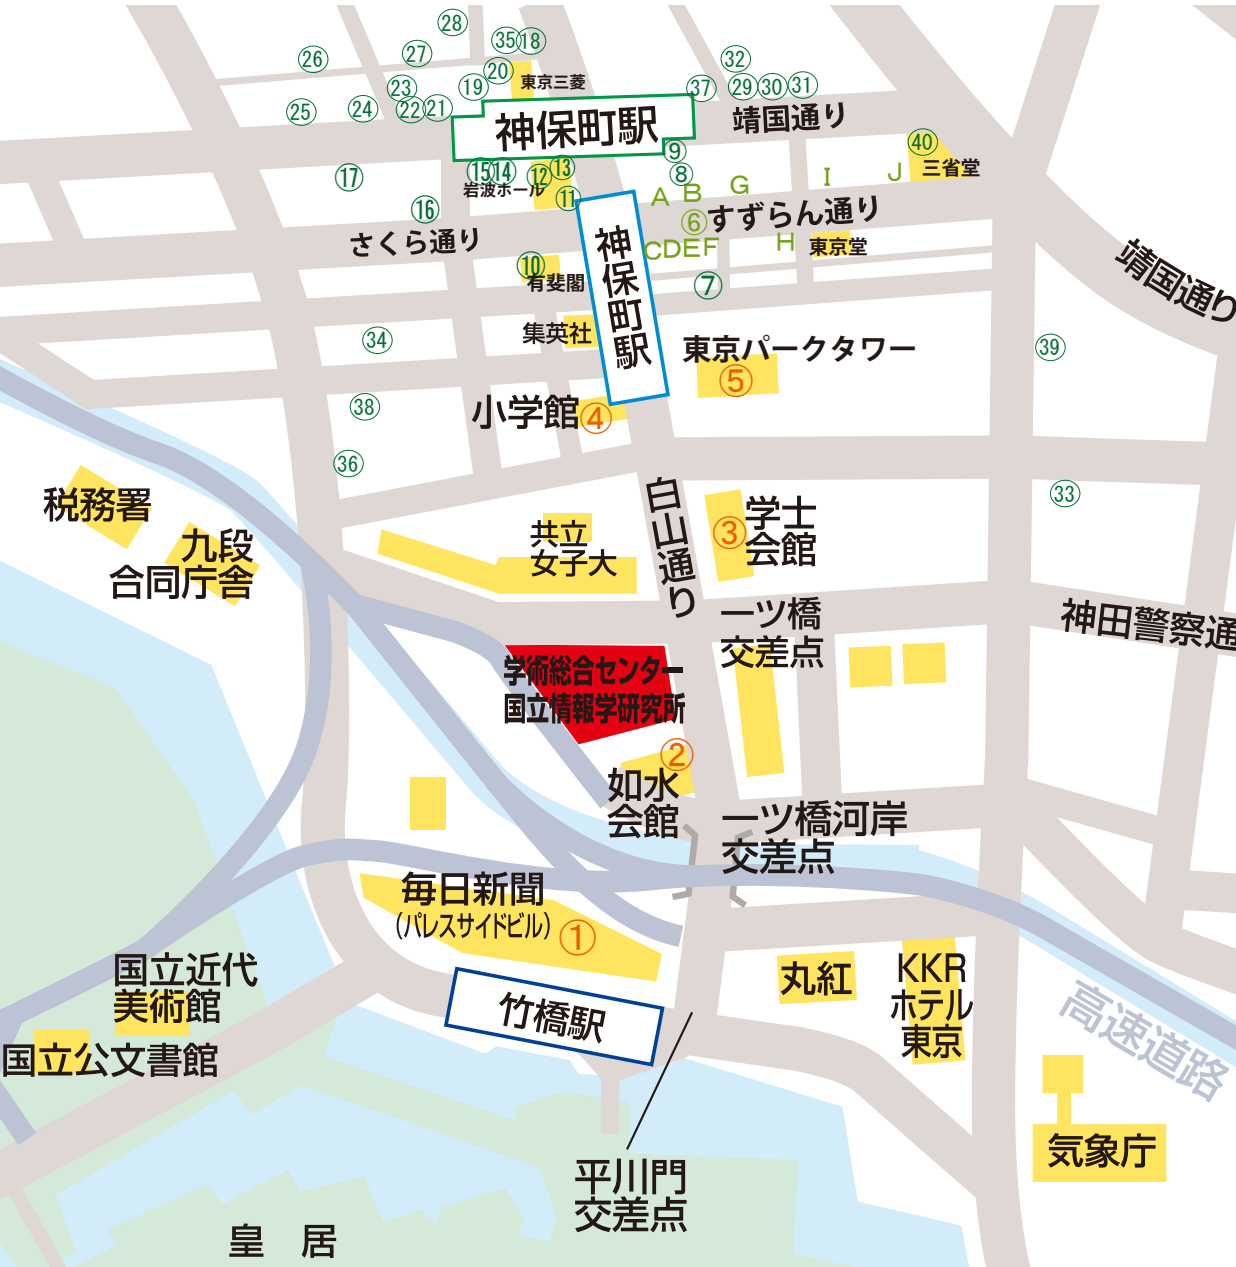 ㉘
㉟
⑱
㉖
㉗
㉜
⑳
東京三菱
㉓
⑲
㊲
㉙
㉚
㉛
㉕
㉔
㉒
㉑
神保町駅
靖国通り
㊵
三省堂
⑨
⑰
⑮
⑭
⑫
⑬
岩波ホール
⑪
⑧
A
B
G
I
J
⑯
⑥
すずらん通り
さくら通り
神保町駅
CDEF
H
東京堂
⑩
有斐閣
⑦
靖国通り
集英社
㉞
東京パークタワー
㊴
⑤
㊳
小学館
④
㊱
白山通り
㉝
税務署
学士
会館
③
九段
合同庁舎
共立
女子大
一ツ橋
交差点
神田警察通
学術総合センター
国立情報学研究所
②
如水
会館
一ツ橋河岸
交差点
毎日新聞
(パレスサイドビル)
①
国立近代
美術館
丸紅
KKR
ホテル
東京
竹橋駅
国立公文書館
高速道路
気象庁
平川門
交差点
皇 居